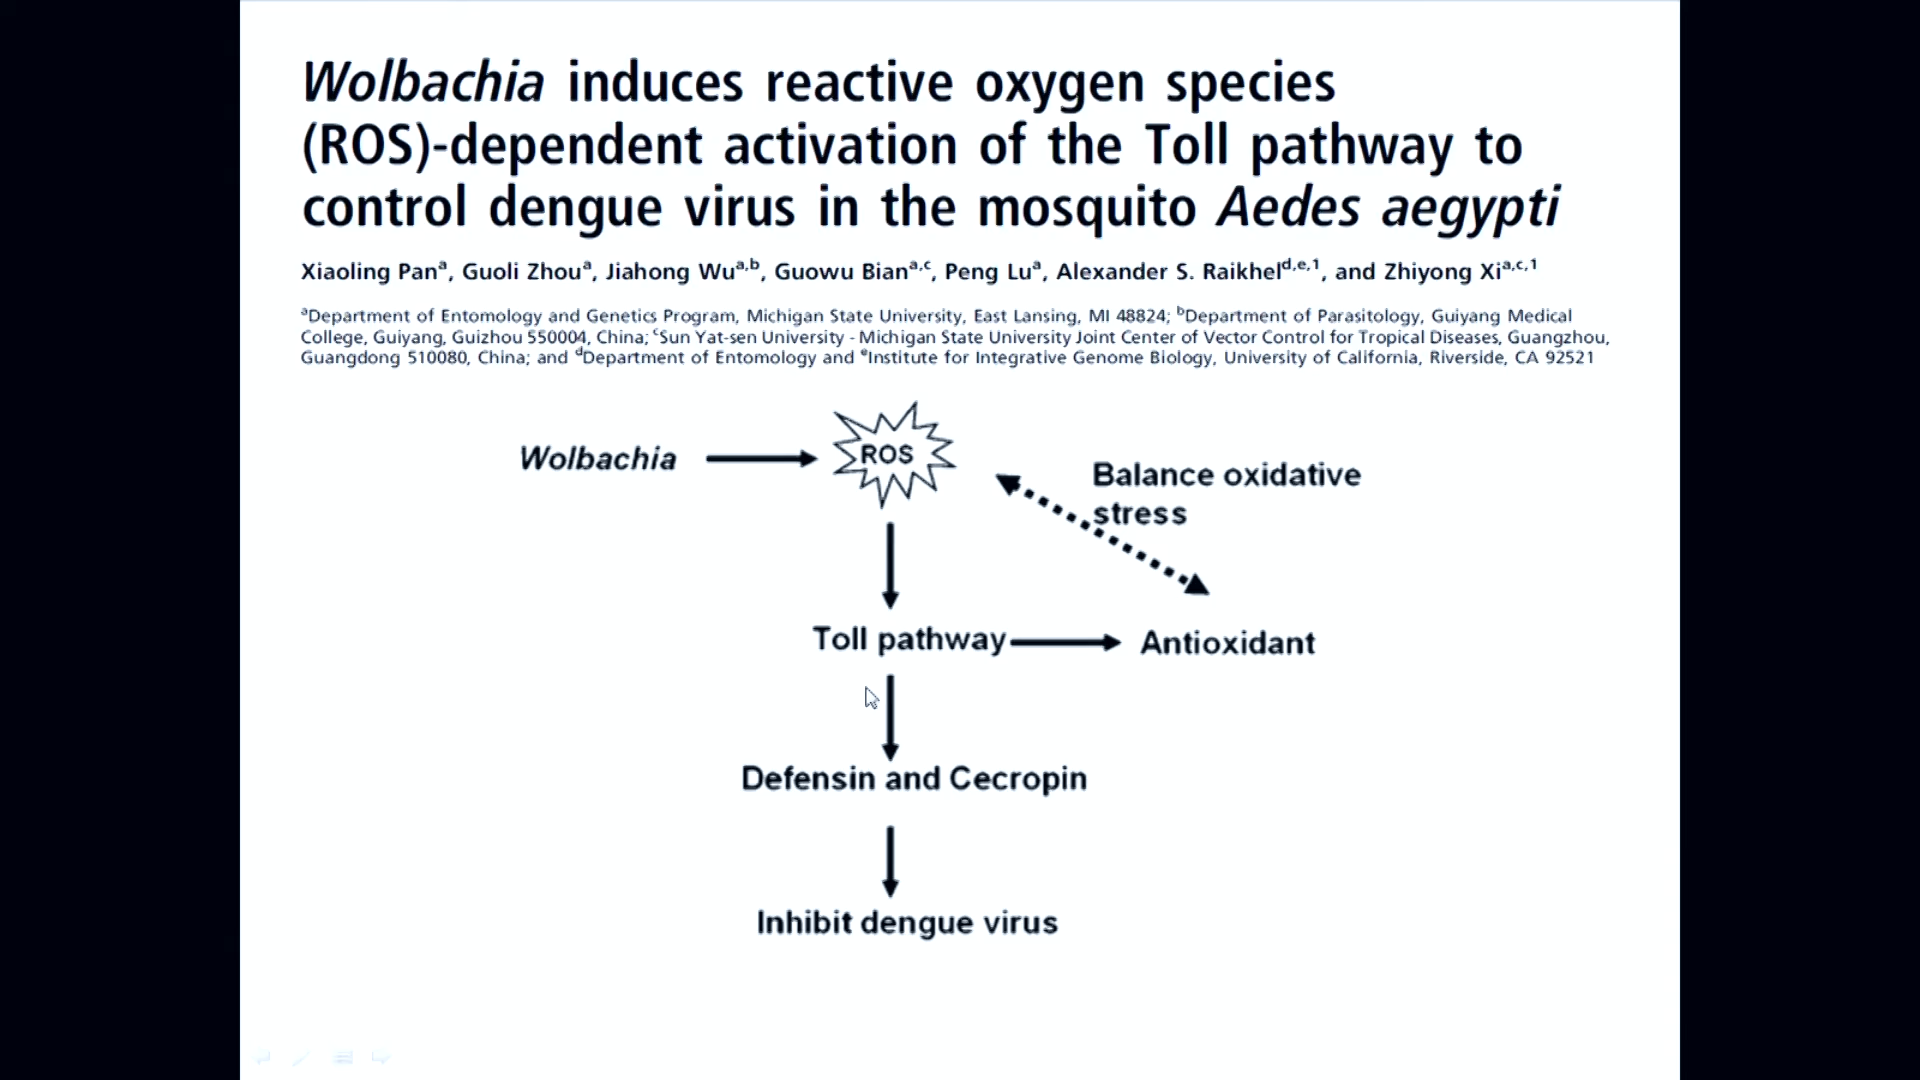 Wolbachia induces reactive oxygen species
(ROS)-dependent activation of the Toll pathway to
control dengue virus in the mosquito Aedes aegypti
Xiaoling Panᵃ, Guoli Zhouᵃ, Jiahong Wuᵃ,ᵇ, Guowu Bianᵃ,ᶜ, Peng Luᵃ, Alexander S. Raikhelᵈ,ᵉ,¹, and Zhiyong Xiᵃ,ᶜ,¹
ᵃDepartment of Entomology and Genetics Program, Michigan State University, East Lansing, MI 48824; ᵇDepartment of Parasitology, Guiyang Medical
College, Guiyang, Guizhou 550004, China; ᶜSun Yat-sen University - Michigan State University Joint Center of Vector Control for Tropical Diseases, Guangzhou,
Guangdong 510080, China; and ᵈDepartment of Entomology and ᵉInstitute for Integrative Genome Biology, University of California, Riverside, CA 92521
Wolbachia
ROS
Balance oxidative
stress
Toll pathway
Antioxidant
Defensin and Cecropin
Inhibit dengue virus